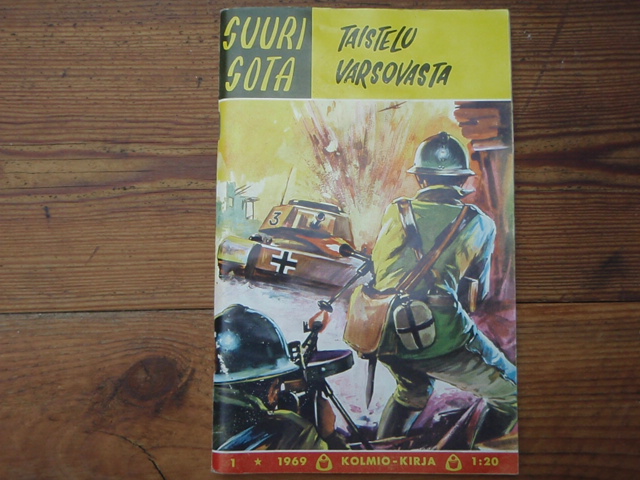 SUURI
SOTA
TAISTELU
VARSOVASTA
3
1 ★ 1969 KOLMIO-KIRJA 1:20